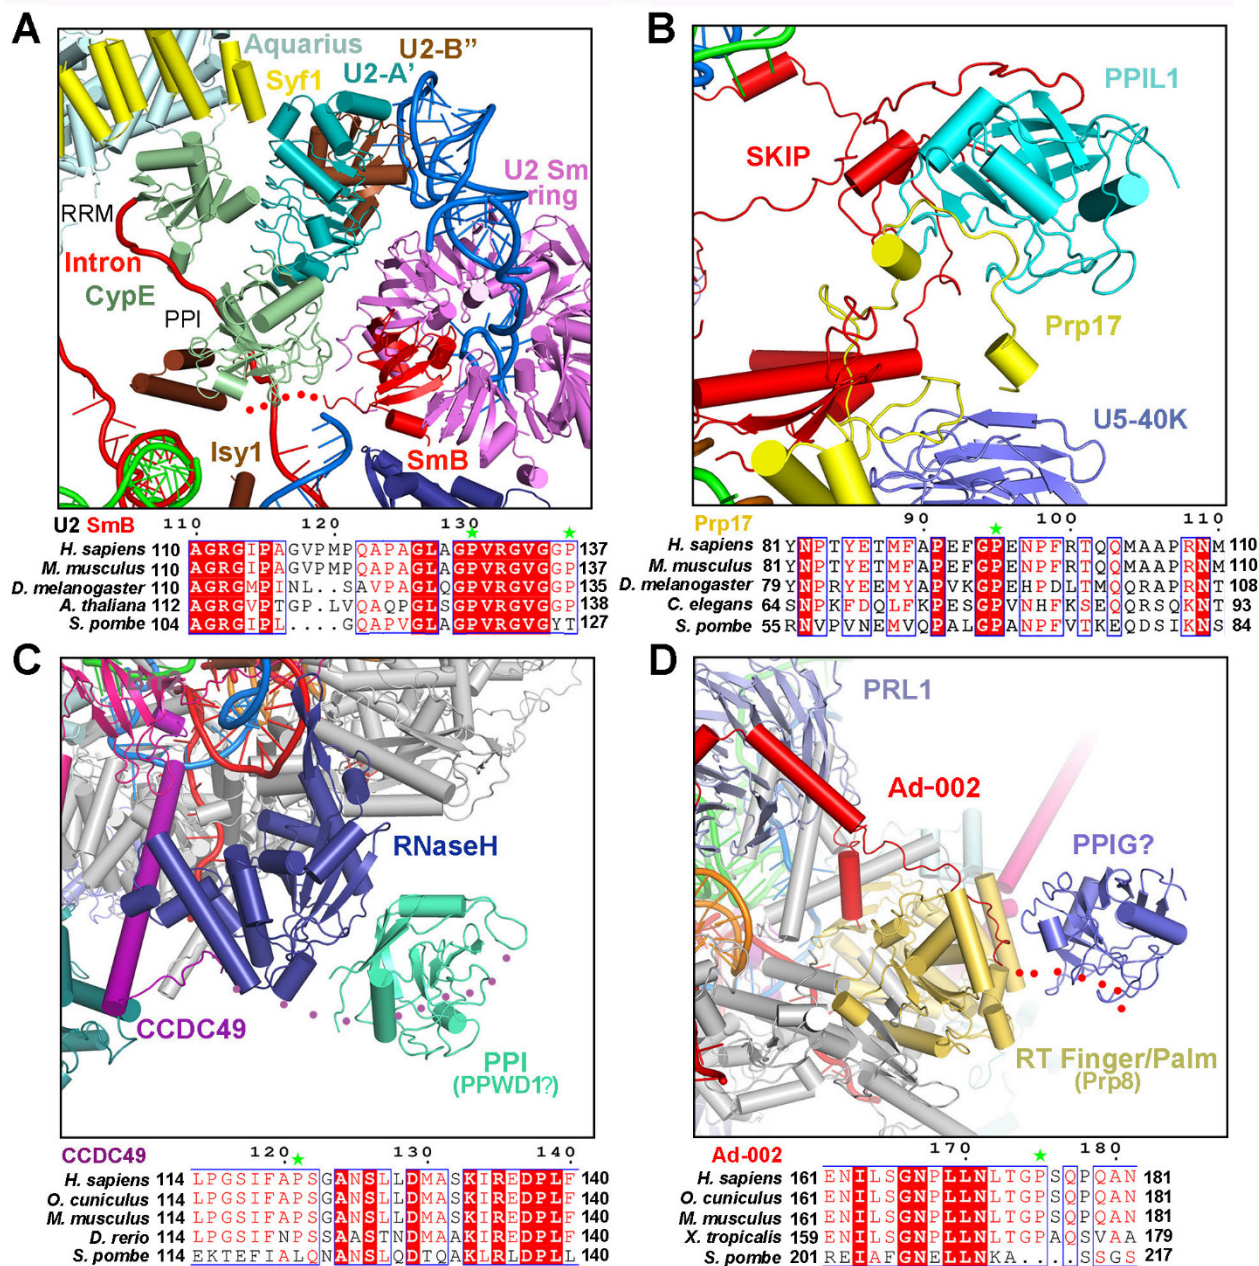 A
Aquarius
U2-B”
Syf1
U2-A’
U2 Sm
ring
RRM
Intron
CypE
PPI
Isy1
SmB
U2 SmB
110 120 130
H. sapiens 110 AGRGIPAGVPMPQAPAGLAGPVRGVGGP 137
M. musculus 110 AGRGIPAGVPMPQAPAGLAGPVRGVGGP 137
D. melanogaster 110 AGRGMPINL..SAVPAGLAGPVRGVGGP 135
A. thaliana 112 AGRGVPTGP.LVQAQPGLSGPVRGVGGP 138
S. pombe 104 AGRGIPL....GQAPVGLAGPVRGVGYT 127
B
PPIL1
SKIP
Prp17
U5-40K
Prp17
90 100 110
H. sapiens 81 YNPTYETMFAPEFGPENPFRTQQMAAPRNM 110
M. musculus 81 YNPTYETMFAPEFGPENPFRTQQMAAPRNM 110
D. melanogaster 79 YNPRYEEMYAPVKGPEHPDLTMQQRAPRNT 108
C. elegans 64 SNPKFDQLFKPESGPVNHFKSEQQRSQKNT 93
S. pombe 55 RNVPVNEMVQPALGPANPFVTKEQDSIKNS 84
C
RNaseH
CCDC49
PPI
(PPWD1?)
CCDC49
120 130 140
H. sapiens 114 LPGSIFAPSGANSLLDMASKIREDPLF 140
O. cuniculus 114 LPGSIFAPSGANSLLDMASKIREDPLF 140
M. musculus 114 LPGSIFAPSGANSLLDMASKIREDPLF 140
D. rerio 114 LPGSIFNPSSAASTNDMASKIREDPLF 140
S. pombe 114 EKTEFIALQNANSLQDTQAKLRLDPLL 140
D
PRL1
Ad-002
PPIG?
RT Finger/Palm
(Prp8)
Ad-002
170 180
H. sapiens 161 ENILSGNPLLNLTGPSQPQAN 181
O. cuniculus 161 ENILSGNPLLNLTGPSQPQAN 181
M. musculus 161 ENILSGNPLLNLTGPSQPQAN 181
X. tropicalis 159 ENILSGNPLLNLTGPAQSVAA 179
S. pombe 201 REIAFGNELLNKA....SSGS 217